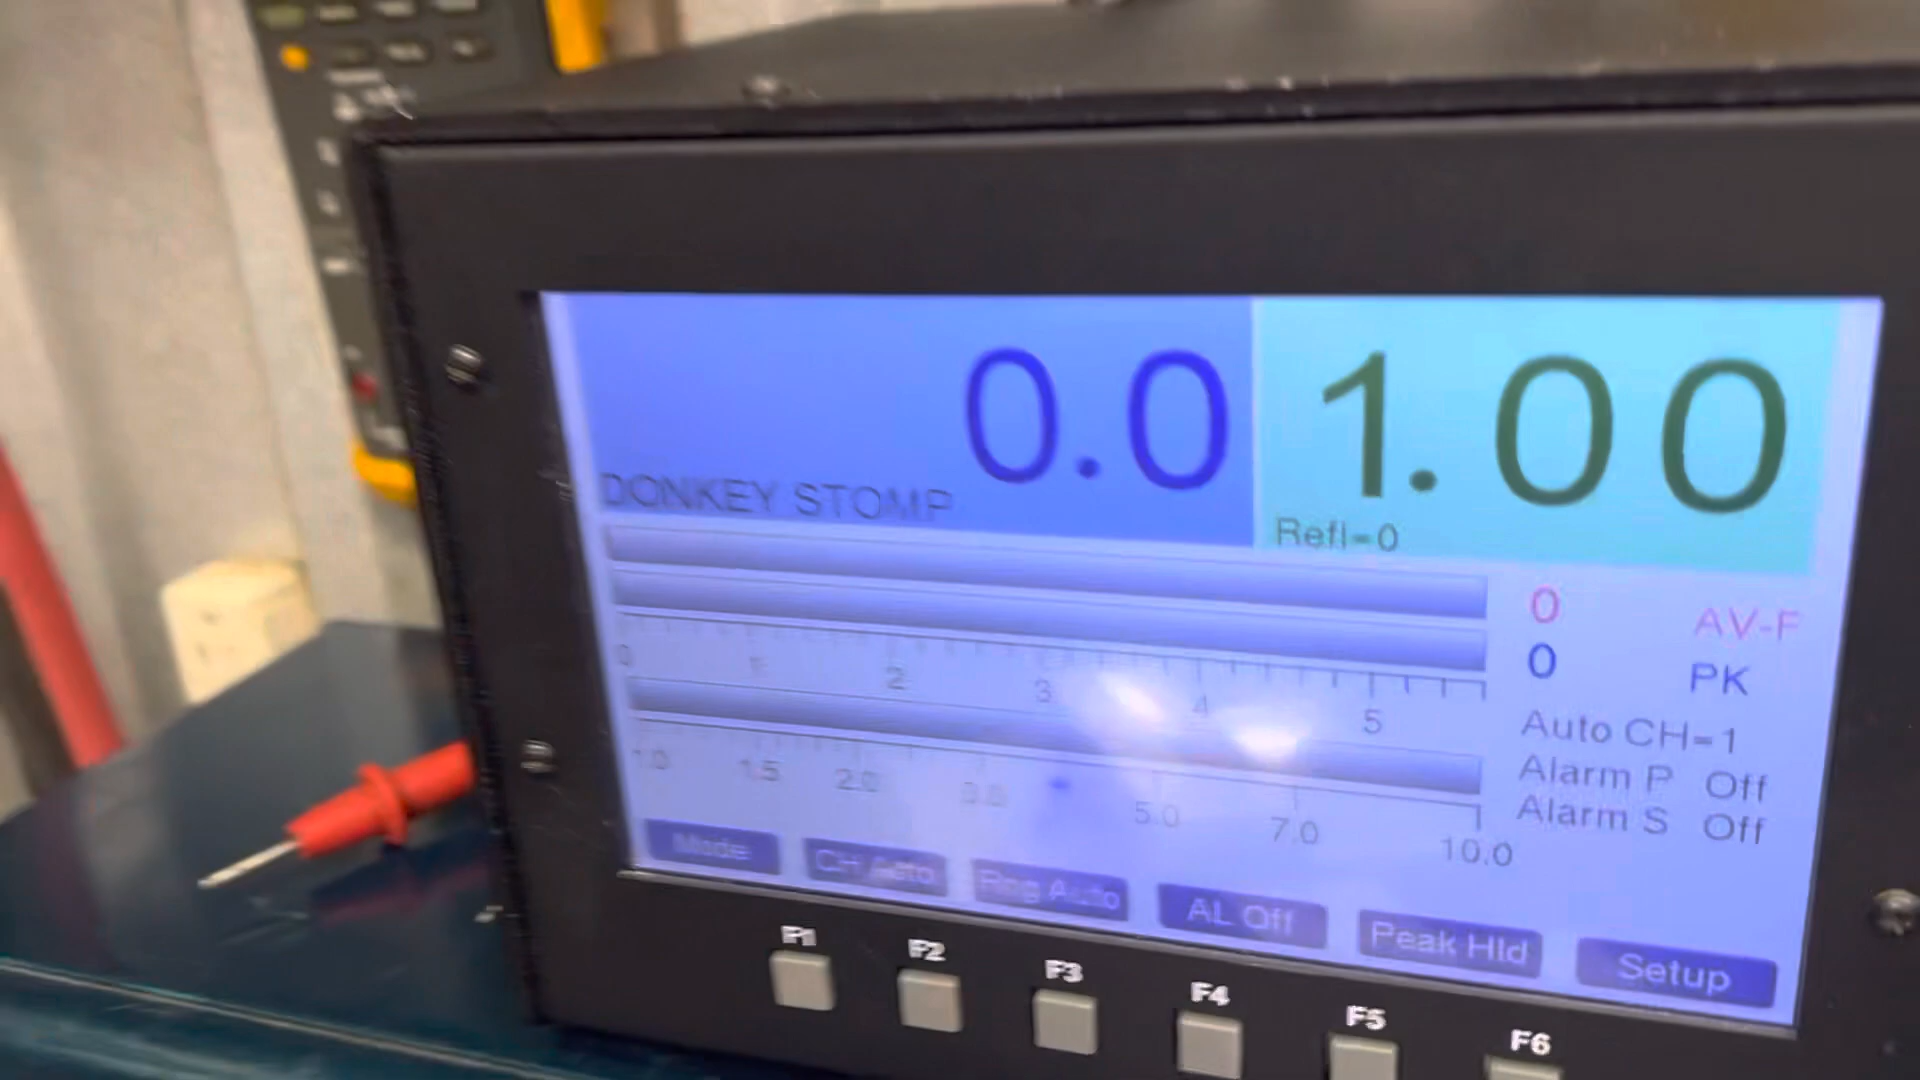 0.0
1.00
DONKEY STOMP
Refl=0
0 AV-F
0 PK
0 1 2 3 4 5
Auto CH=1
Alarm P Off
Alarm S Off
1.0 1.5 2.0 3.0 5.0 7.0 10.0
Mode CH Auto Rng Auto AL Off Peak Hld Setup
F1 F2 F3 F4 F5 F6